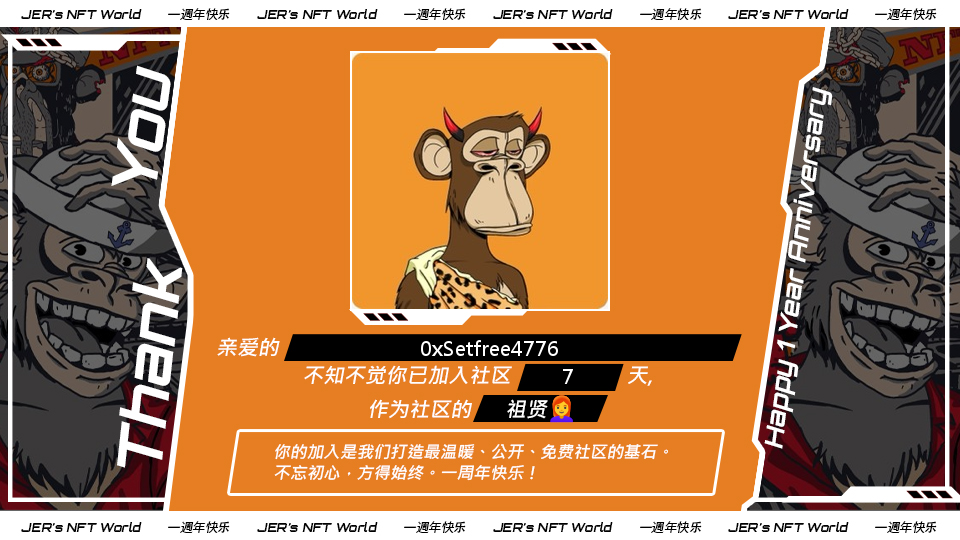 JER's NFT World 一週年快乐 JER's NFT World 一週年快乐 JER's NFT World 一週年快乐 JER's NFT World 一週年快乐
Thank You
亲爱的 0xSetfree4776
不知不觉你已加入社区 7 天,
作为社区的 祖贤👩‍🦰
你的加入是我们打造最温暖、公开、免费社区的基石。
不忘初心，方得始终。一周年快乐！
Happy 1 Year Anniversary
JER's NFT World 一週年快乐 JER's NFT World 一週年快乐 JER's NFT World 一週年快乐 JER's NFT World 一週年快乐